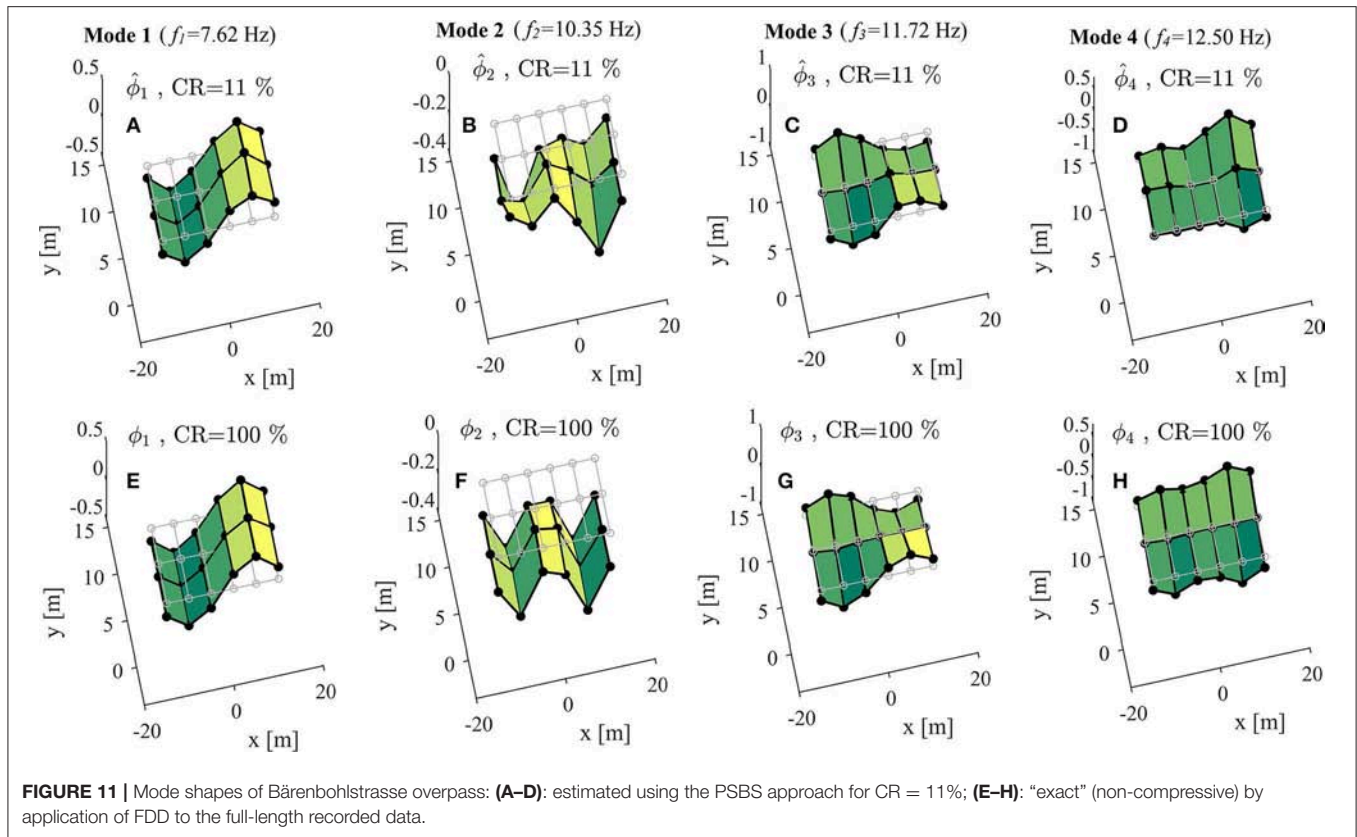 Mode 1 (f1=7.62 Hz)
Mode 2 (f2=10.35 Hz)
Mode 3 (f3=11.72 Hz)
Mode 4 (f4=12.50 Hz)
0.5
0
-0.5
15
10
5
0
y [m]
-20
0
20
x [m]
ϕ̂1 , CR=11 %
A
0
-0.2
-0.4
15
10
5
0
y [m]
-20
0
20
x [m]
ϕ̂2 , CR=11 %
B
1
0
-1
15
10
5
0
y [m]
-20
0
20
x [m]
ϕ̂3 , CR=11 %
C
0.5
0
-0.5
-1
15
10
5
0
y [m]
-20
0
20
x [m]
ϕ̂4 , CR=11 %
D
0.5
0
-0.5
15
10
5
0
y [m]
-20
0
20
x [m]
ϕ1 , CR=100 %
E
0
-0.2
-0.4
15
10
5
0
y [m]
-20
0
20
x [m]
ϕ2 , CR=100 %
F
1
0
-1
15
10
5
0
y [m]
-20
0
20
x [m]
ϕ3 , CR=100 %
G
0.5
0
-0.5
-1
15
10
5
0
y [m]
-20
0
20
x [m]
ϕ4 , CR=100 %
H
FIGURE 11 | Mode shapes of Bärenbohlstrasse overpass: (A–D): estimated using the PSBS approach for CR = 11%; (E–H): “exact” (non-compressive) by
application of FDD to the full-length recorded data.